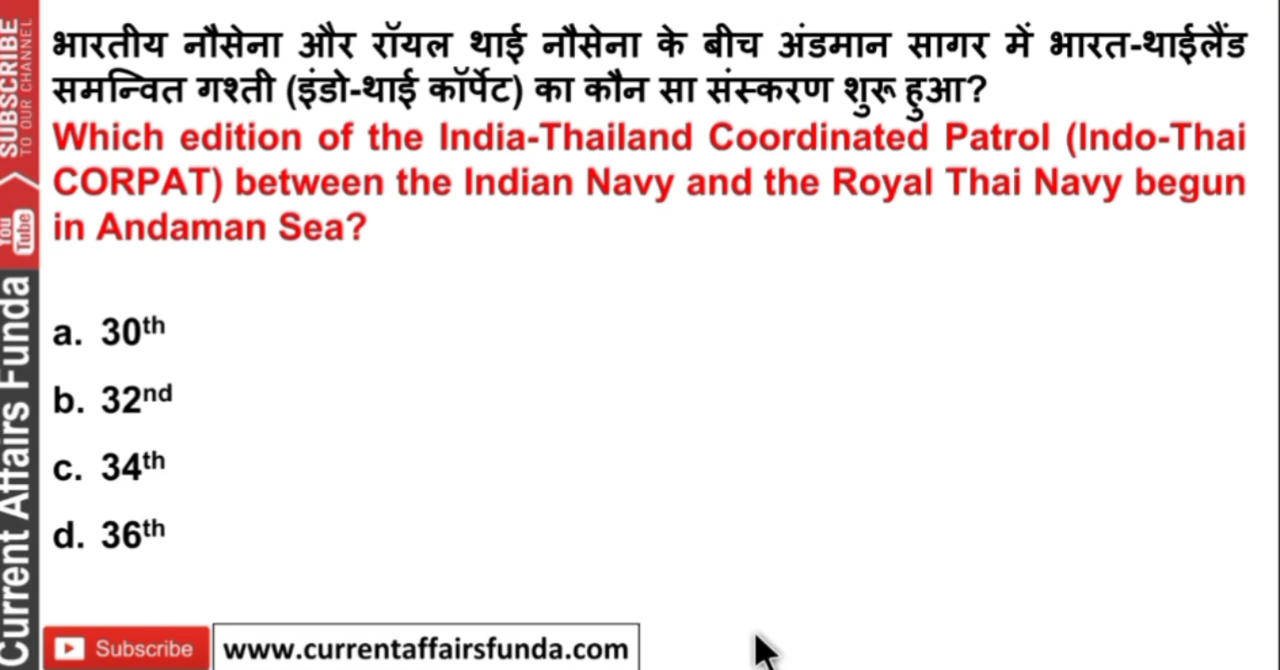 भारतीय नौसेना और रॉयल थाई नौसेना के बीच अंडमान सागर में भारत-थाईलैंड
समन्वित गश्ती (इंडो-थाई कॉर्पेट) का कौन सा संस्करण शुरू हुआ?
Which edition of the India-Thailand Coordinated Patrol (Indo-Thai
CORPAT) between the Indian Navy and the Royal Thai Navy begun
in Andaman Sea?
a. 30th
b. 32nd
c. 34th
d. 36th
SUBSCRIBE
TO OUR CHANNEL
You
Tube
Current Affairs Funda
Subscribe
www.currentaffairsfunda.com